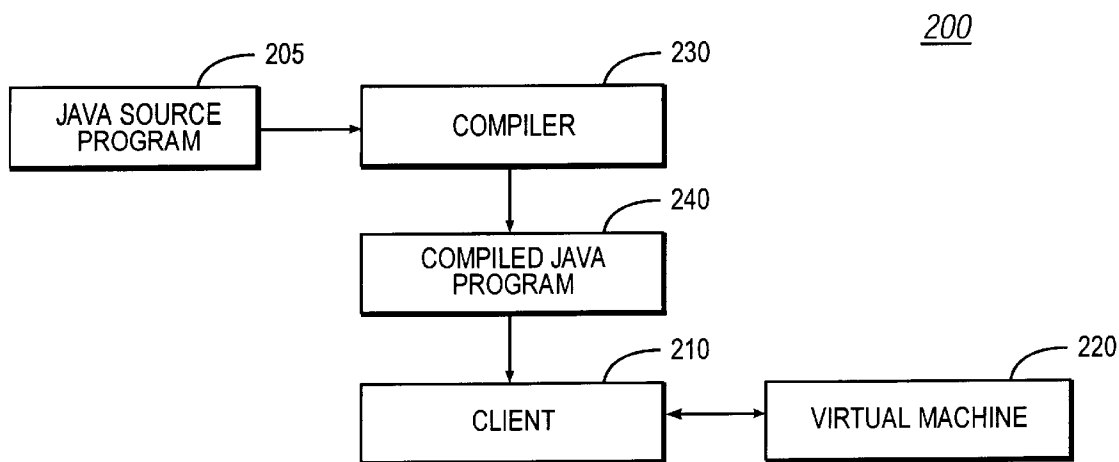 200
205
230
JAVA SOURCE
PROGRAM
COMPILER
240
COMPILED JAVA
PROGRAM
210
220
CLIENT
VIRTUAL MACHINE